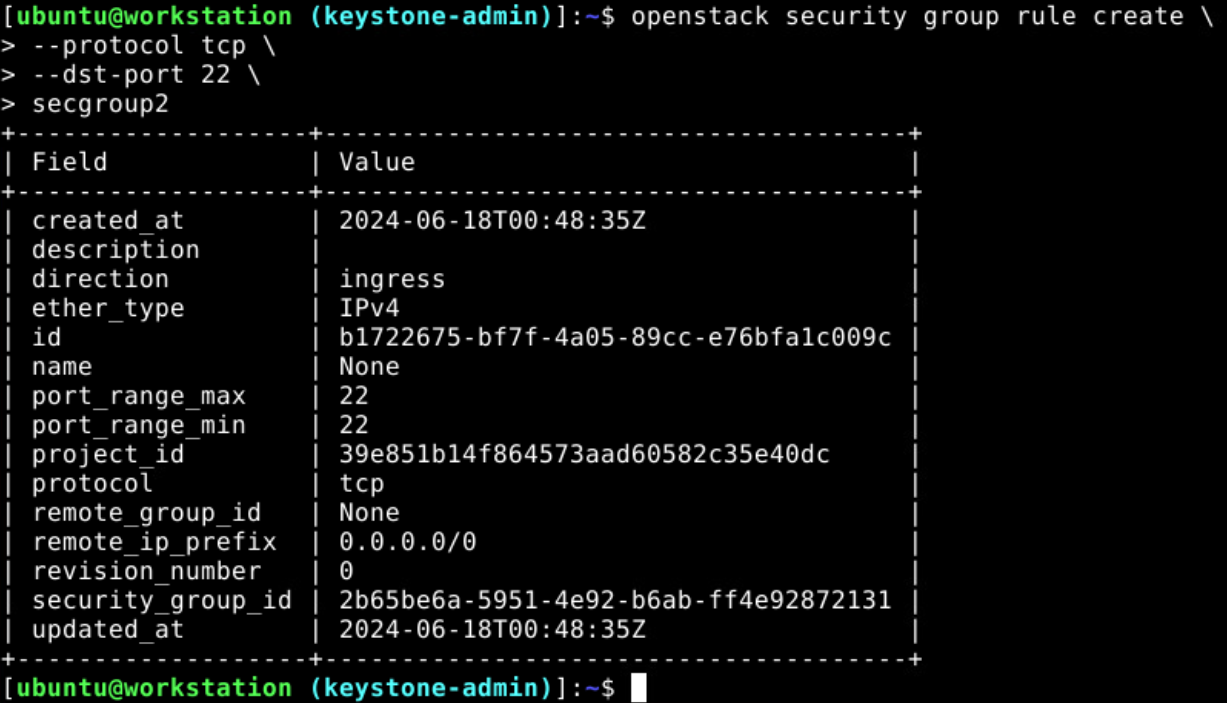 [ubuntu@workstation (keystone-admin)]:~$ openstack security group rule create \
> --protocol tcp \
> --dst-port 22 \
> secgroup2
+-------------------+--------------------------------------+
| Field             | Value                                |
+-------------------+--------------------------------------+
| created_at        | 2024-06-18T00:48:35Z                 |
| description       |                                      |
| direction         | ingress                              |
| ether_type        | IPv4                                 |
| id                | b1722675-bf7f-4a05-89cc-e76bfa1c009c |
| name              | None                                 |
| port_range_max    | 22                                   |
| port_range_min    | 22                                   |
| project_id        | 39e851b14f864573aad60582c35e40dc     |
| protocol          | tcp                                  |
| remote_group_id   | None                                 |
| remote_ip_prefix  | 0.0.0.0/0                            |
| revision_number   | 0                                    |
| security_group_id | 2b65be6a-5951-4e92-b6ab-ff4e92872131 |
| updated_at        | 2024-06-18T00:48:35Z                 |
+-------------------+--------------------------------------+
[ubuntu@workstation (keystone-admin)]:~$